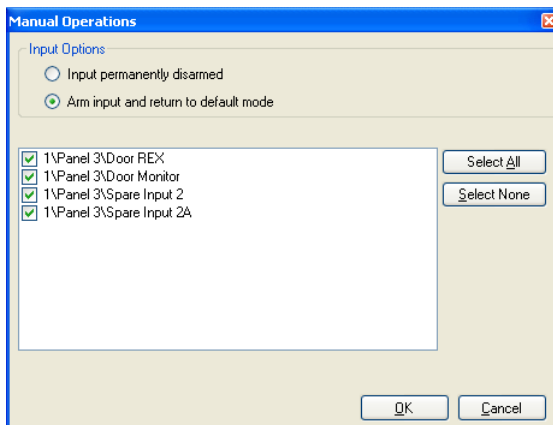 Manual Operations
Input Options
Input permanently disarmed
Arm input and return to default mode
1\Panel 3\Door REX
1\Panel 3\Door Monitor
1\Panel 3\Spare Input 2
1\Panel 3\Spare Input 2A
Select All
Select None
OK
Cancel